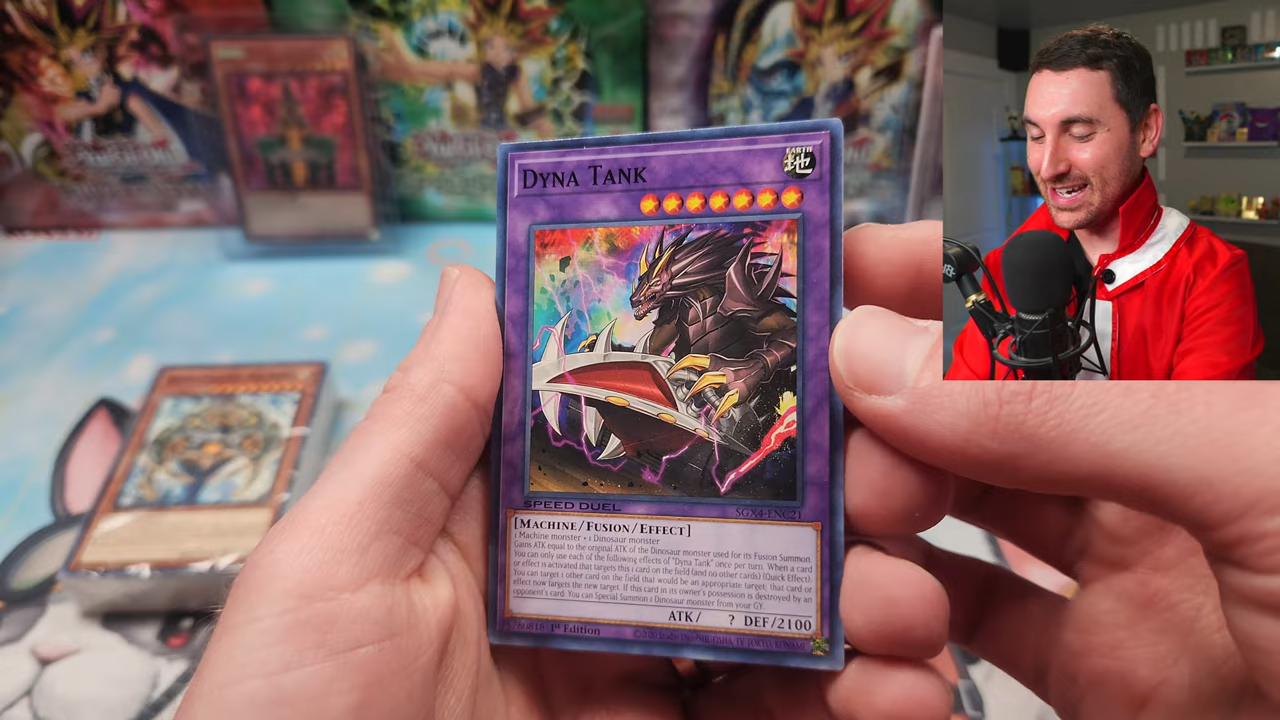 DYNA TANK
EARTH
地
SPEED DUEL
SGX4-ENC21
[MACHINE/FUSION/EFFECT]
1 Machine monster + 1 Dinosaur monster
Gains ATK equal to the original ATK of the Dinosaur monster used for its Fusion Summon.
You can only use each of the following effects of "Dyna Tank" once per turn. When a card
or effect is activated that targets this 1 card on the field (and no other cards) (Quick Effect):
You can target 1 other card on the field that would be an appropriate target; that card or
effect now targets the new target. If this card in its owner's possession is destroyed by an
opponent's card: You can Special Summon 1 Dinosaur monster from your GY.
ATK/ ? DEF/2100
1st Edition